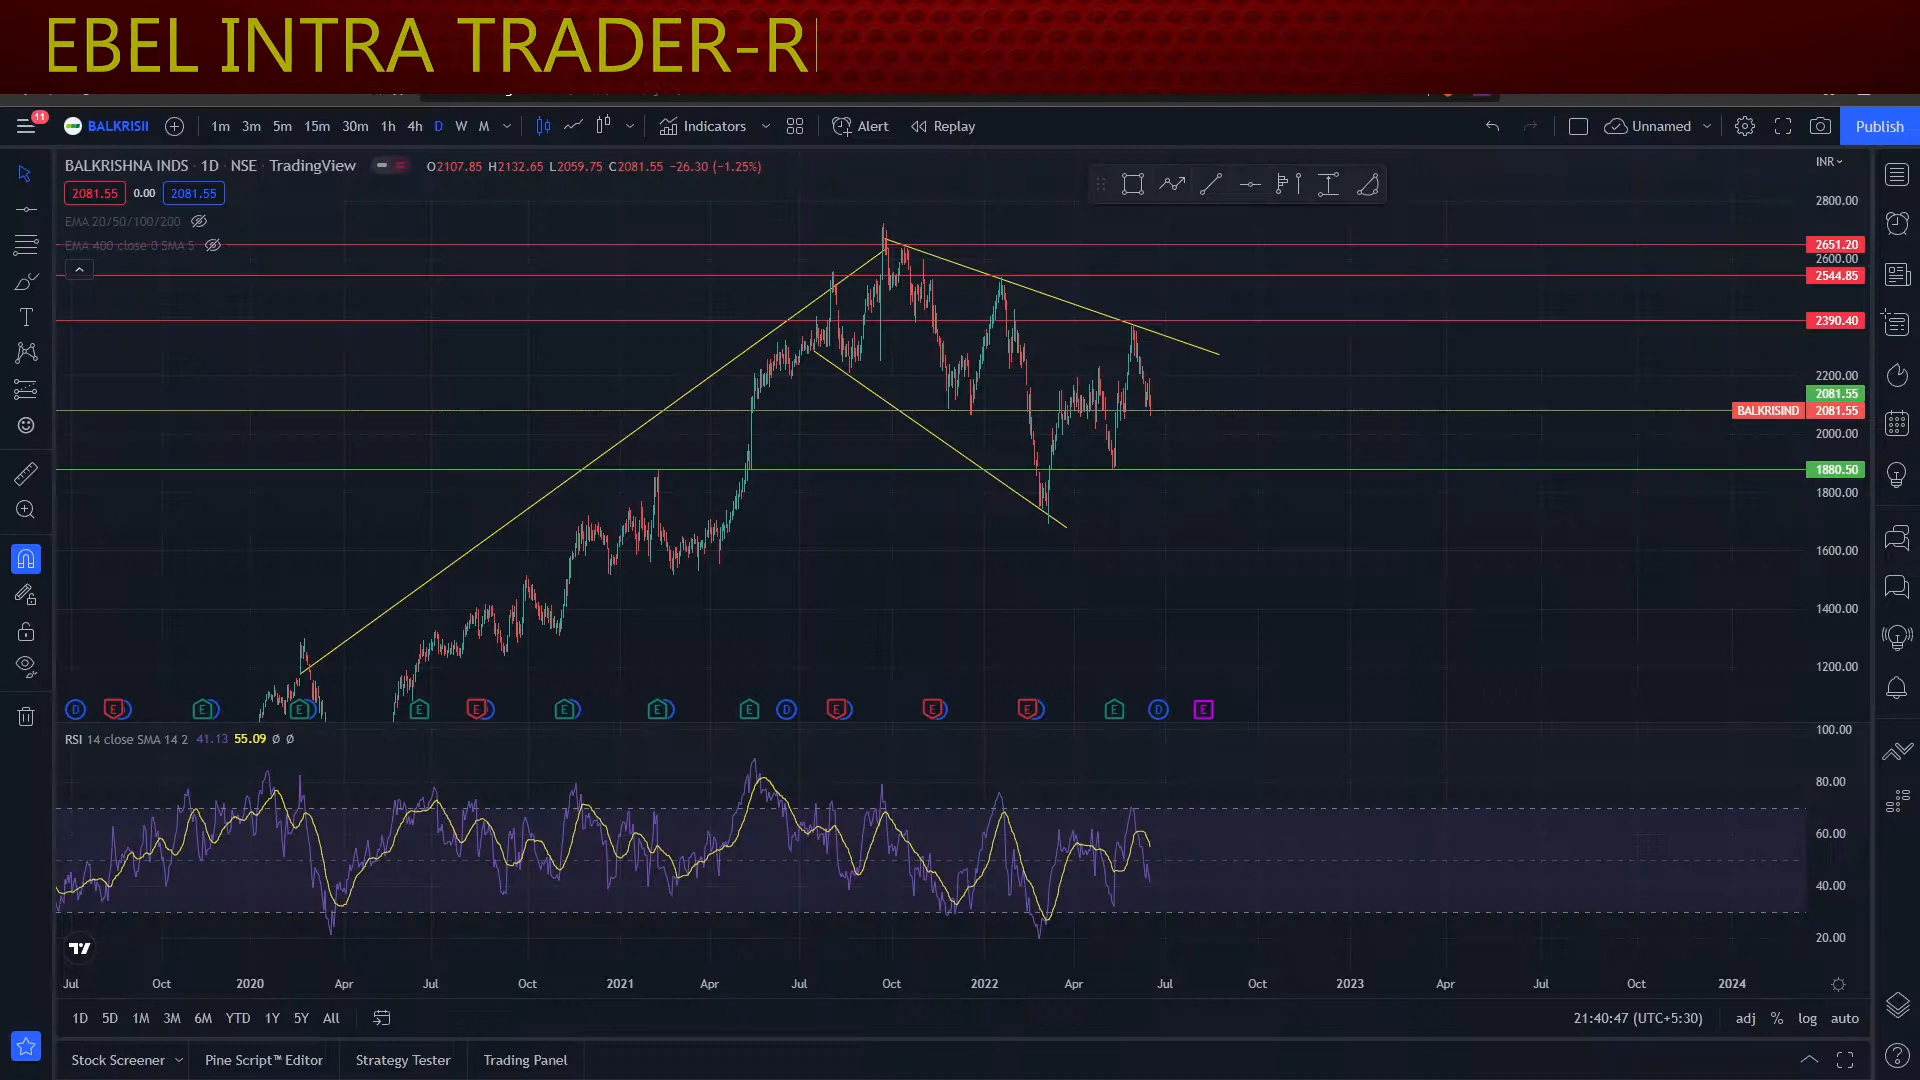 EBEL INTRA TRADER-R
11
BALKRISII 1m 3m 5m 15m 30m 1h 4h D W M Indicators Alert Replay Unnamed Publish
BALKRISHNA INDS · 1D · NSE · TradingView O2107.85 H2132.65 L2059.75 C2081.55 −26.30 (−1.25%) INR
2081.55 0.00 2081.55
EMA 20/50/100/200
EMA 400 close 0 SMA 5
2800.00
2651.20
2600.00
2544.85
2390.40
2200.00
2081.55
BALKRISIND 2081.55
2000.00
1880.50
1800.00
1600.00
1400.00
1200.00
D E E E E E E E E D E E E E D E
RSI 14 close SMA 14 2 41.13 55.09 Ø Ø
100.00
80.00
60.00
40.00
20.00
Jul Oct 2020 Apr Jul Oct 2021 Apr Jul Oct 2022 Apr Jul Oct 2023 Apr Jul Oct 2024
1D 5D 1M 3M 6M YTD 1Y 5Y All 21:40:47 (UTC+5:30) adj % log auto
Stock Screener Pine Script™ Editor Strategy Tester Trading Panel